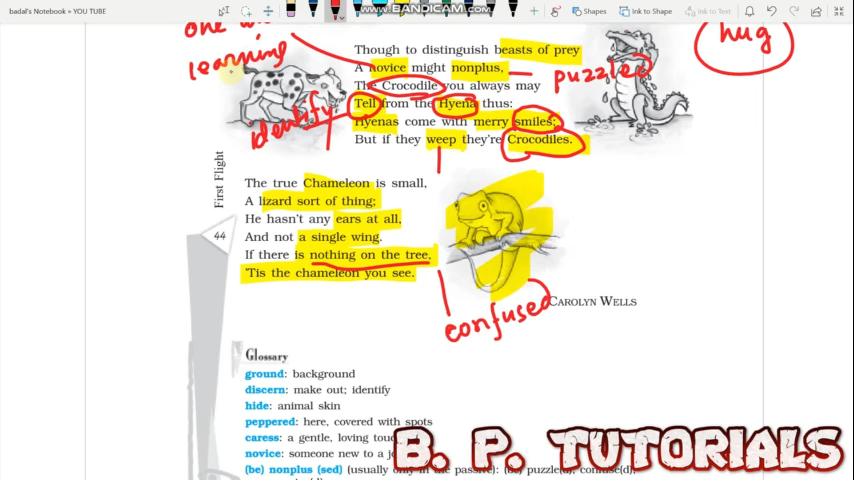 badal's Notebook » YOU TUBE
www.BANDICAM.com
Shapes
Ink to Shape
Ink to Text
one
learning
hug
Though to distinguish beasts of prey
A novice might nonplus,
puzzled
The Crocodile you always may
Tell from the Hyena thus:
identify
Hyenas come with merry smiles;
But if they weep they're Crocodiles.
First Flight
44
The true Chameleon is small,
A lizard sort of thing;
He hasn't any ears at all,
And not a single wing.
If there is nothing on the tree,
'Tis the chameleon you see.
CAROLYN WELLS
confused
Glossary
ground: background
discern: make out; identify
hide: animal skin
peppered: here, covered with spots
caress: a gentle, loving touch
novice: someone new to a jo
(be) nonplus (sed) (usually only in the passive): (be) puzzle(d), confuse(d),
B. P. TUTORIALS